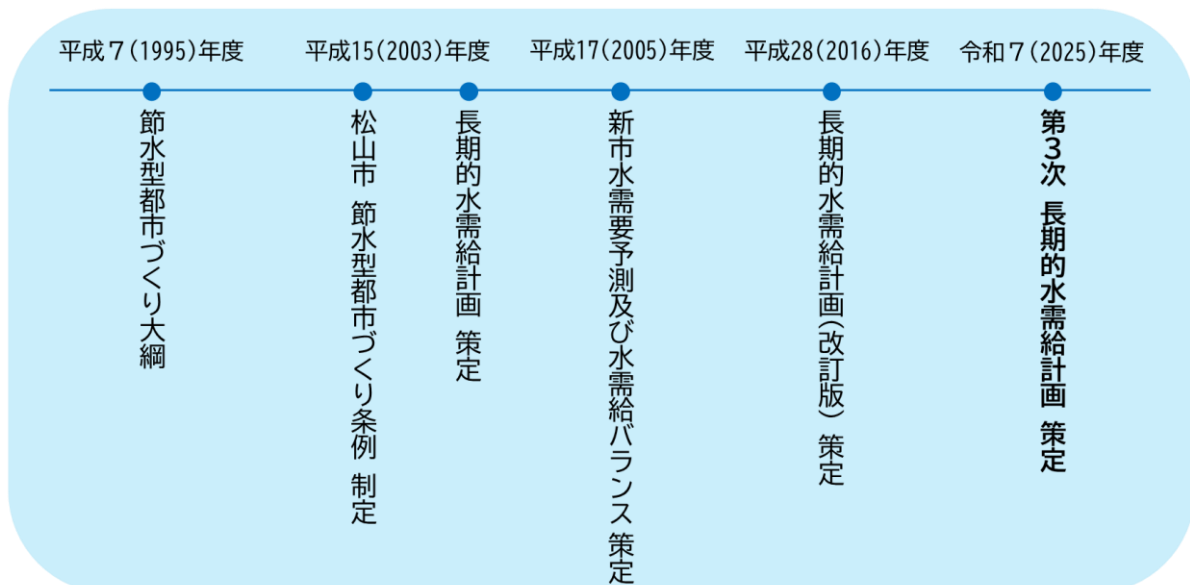 平成７(1995)年度
平成15(2003)年度
平成17(2005)年度
平成28(2016)年度
令和７(2025)年度
節水型都市づくり大綱
松山市 節水型都市づくり条例 制定
長期的水需給計画 策定
新市水需要予測及び水需給バランス 策定
長期的水需給計画（改訂版） 策定
第３次 長期的水需給計画 策定